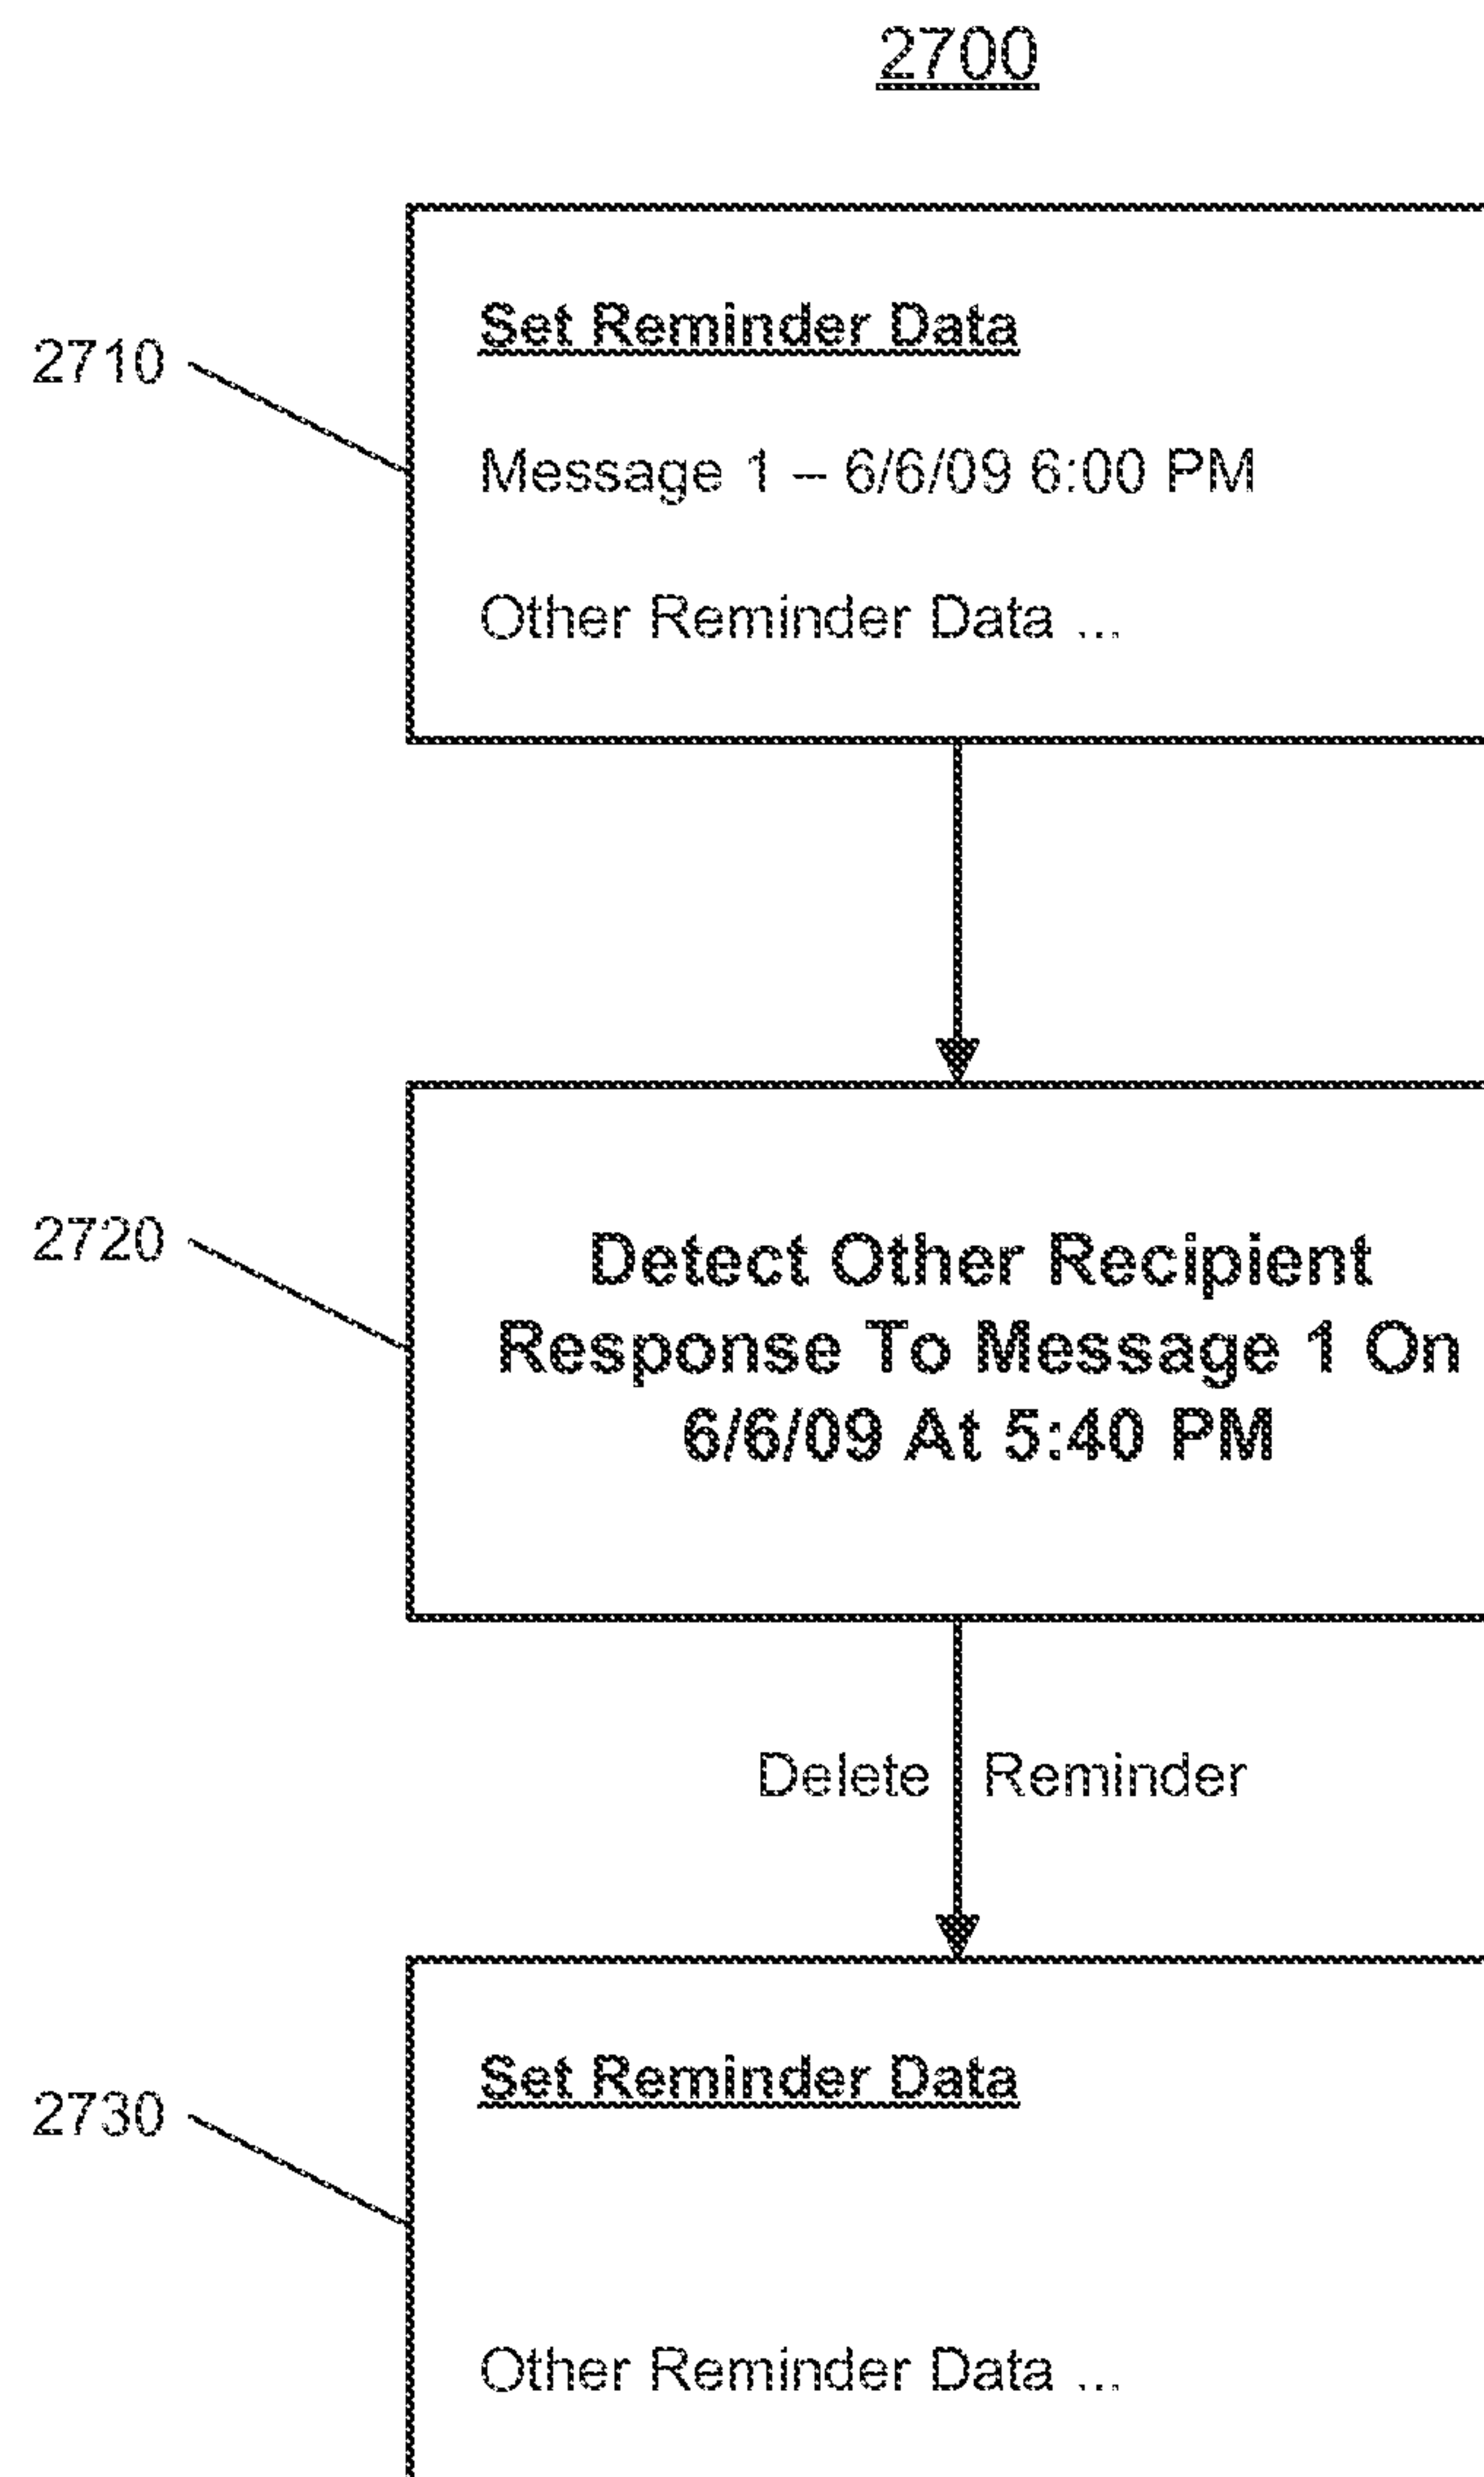 2700
Set Reminder Data
2710
Message 1 – 6/6/09 6:00 PM
Other Reminder Data ...
2720
Detect Other Recipient
Response To Message 1 On
6/6/09 At 5:40 PM
Delete Reminder
Set Reminder Data
2730
Other Reminder Data ...